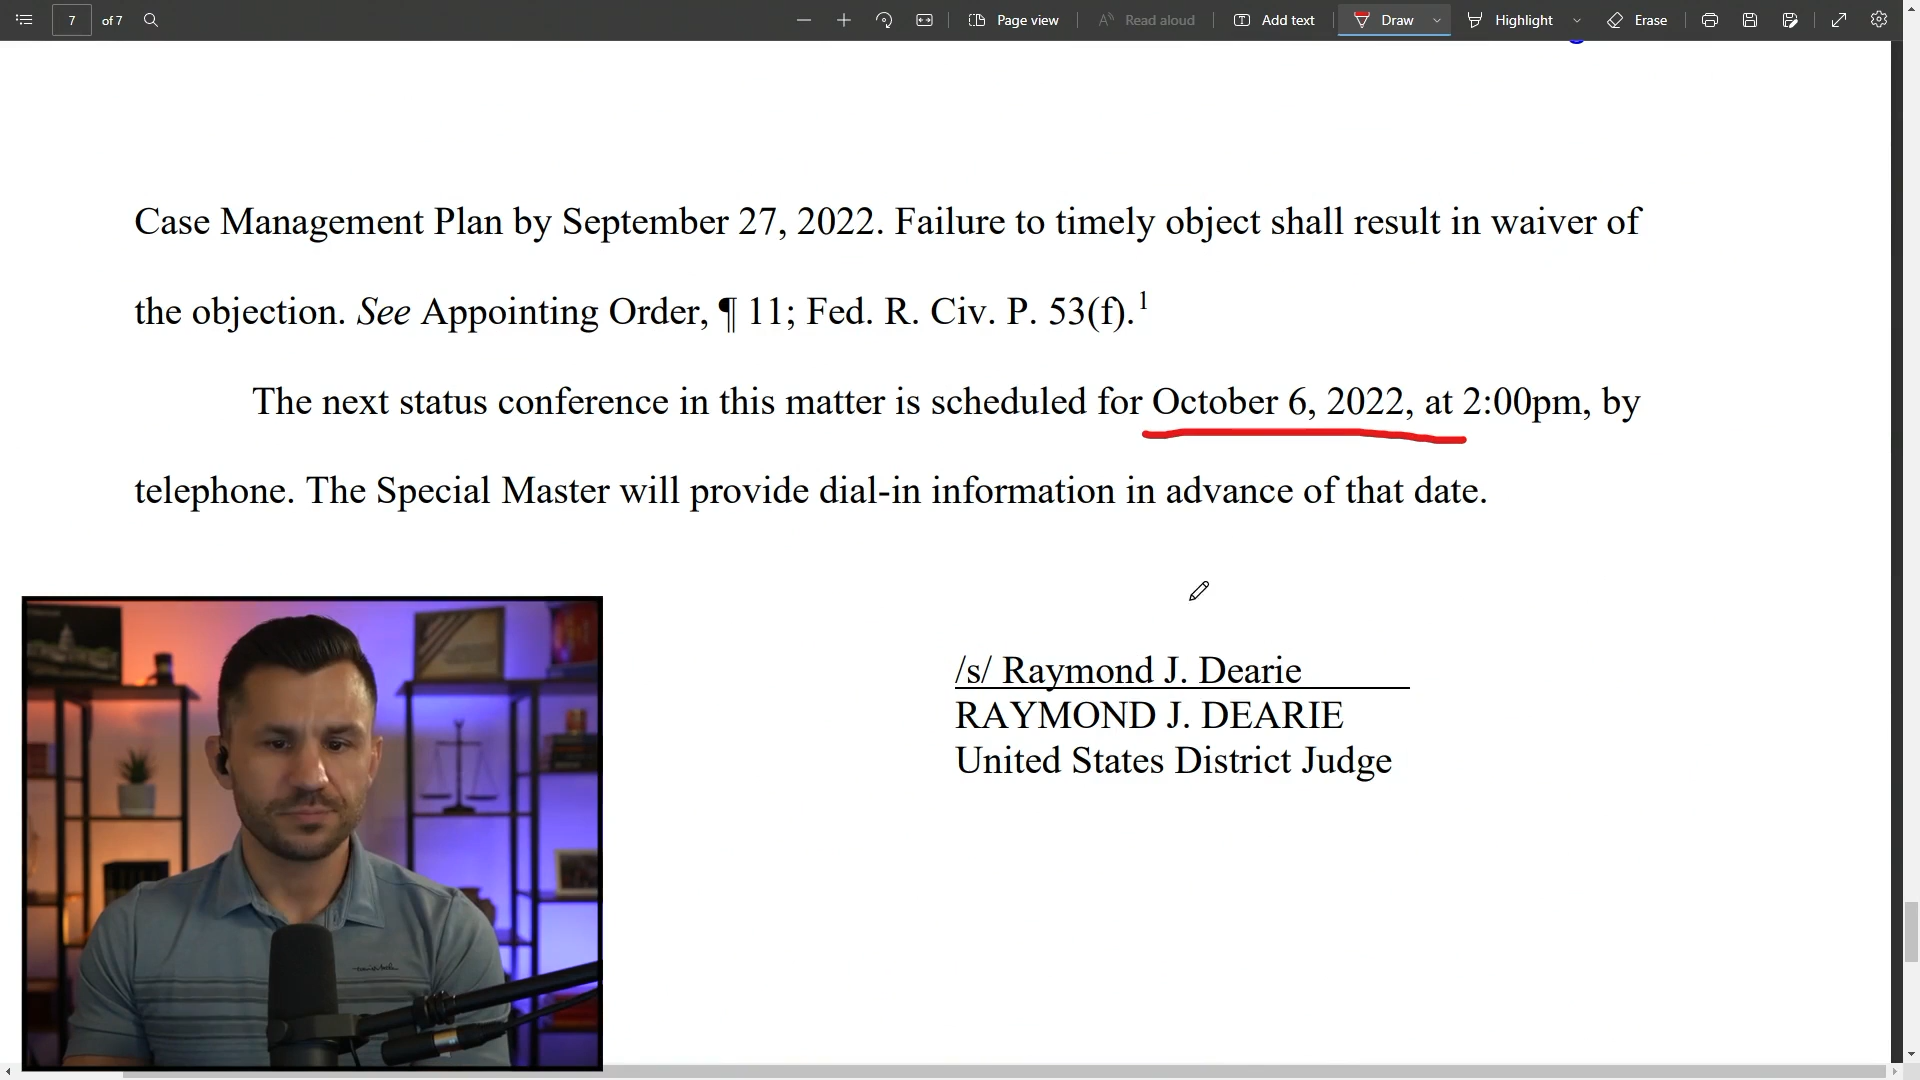 7 of 7 Page view Read aloud Add text Draw Highlight Erase
Case Management Plan by September 27, 2022. Failure to timely object shall result in waiver of
the objection. See Appointing Order, ¶ 11; Fed. R. Civ. P. 53(f).1
The next status conference in this matter is scheduled for October 6, 2022, at 2:00pm, by
telephone. The Special Master will provide dial-in information in advance of that date.
/s/ Raymond J. Dearie
RAYMOND J. DEARIE
United States District Judge